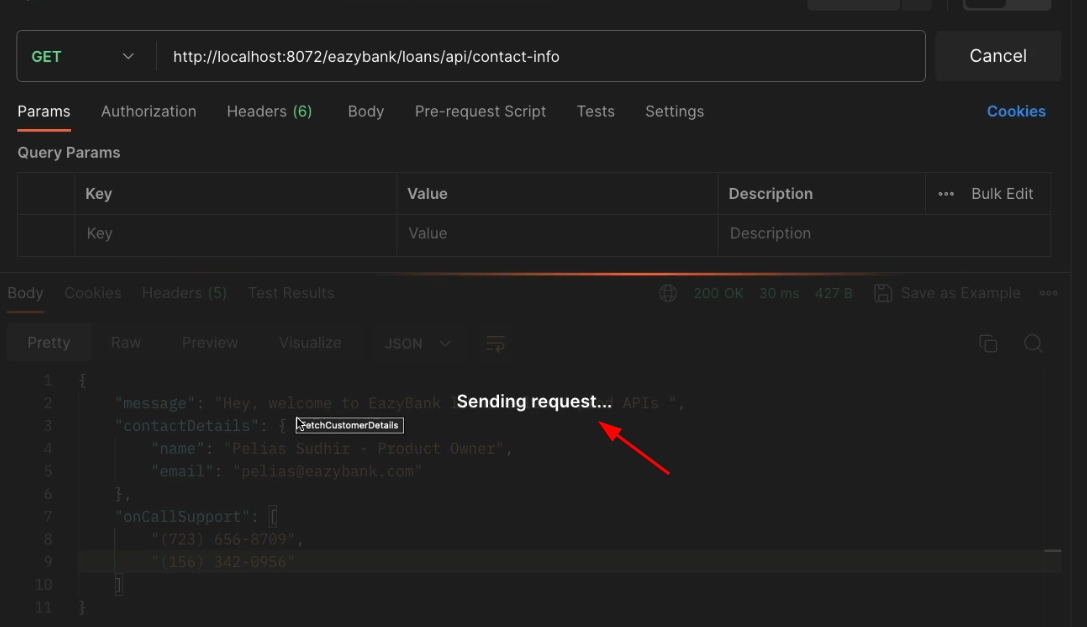 GET http://localhost:8072/eazybank/loans/api/contact-info Cancel
Params Authorization Headers (6) Body Pre-request Script Tests Settings Cookies
Query Params
Key Value Description ••• Bulk Edit
Key Value Description
Body Cookies Headers (5) Test Results 200 OK 30 ms 427 B Save as Example •••
Pretty Raw Preview Visualize JSON
1 {
2 "message": "Hey, welcome to EazyBank APIs ",
Sending request...
3 "contactDetails": {
fetchCustomerDetails
4 "name": "Pelias Sudhir - Product Owner",
5 "email": "pelias@eazybank.com"
6 },
7 "onCallSupport": [
8 "(723) 656-8709",
9 "(156) 342-0956"
10 ]
11 }